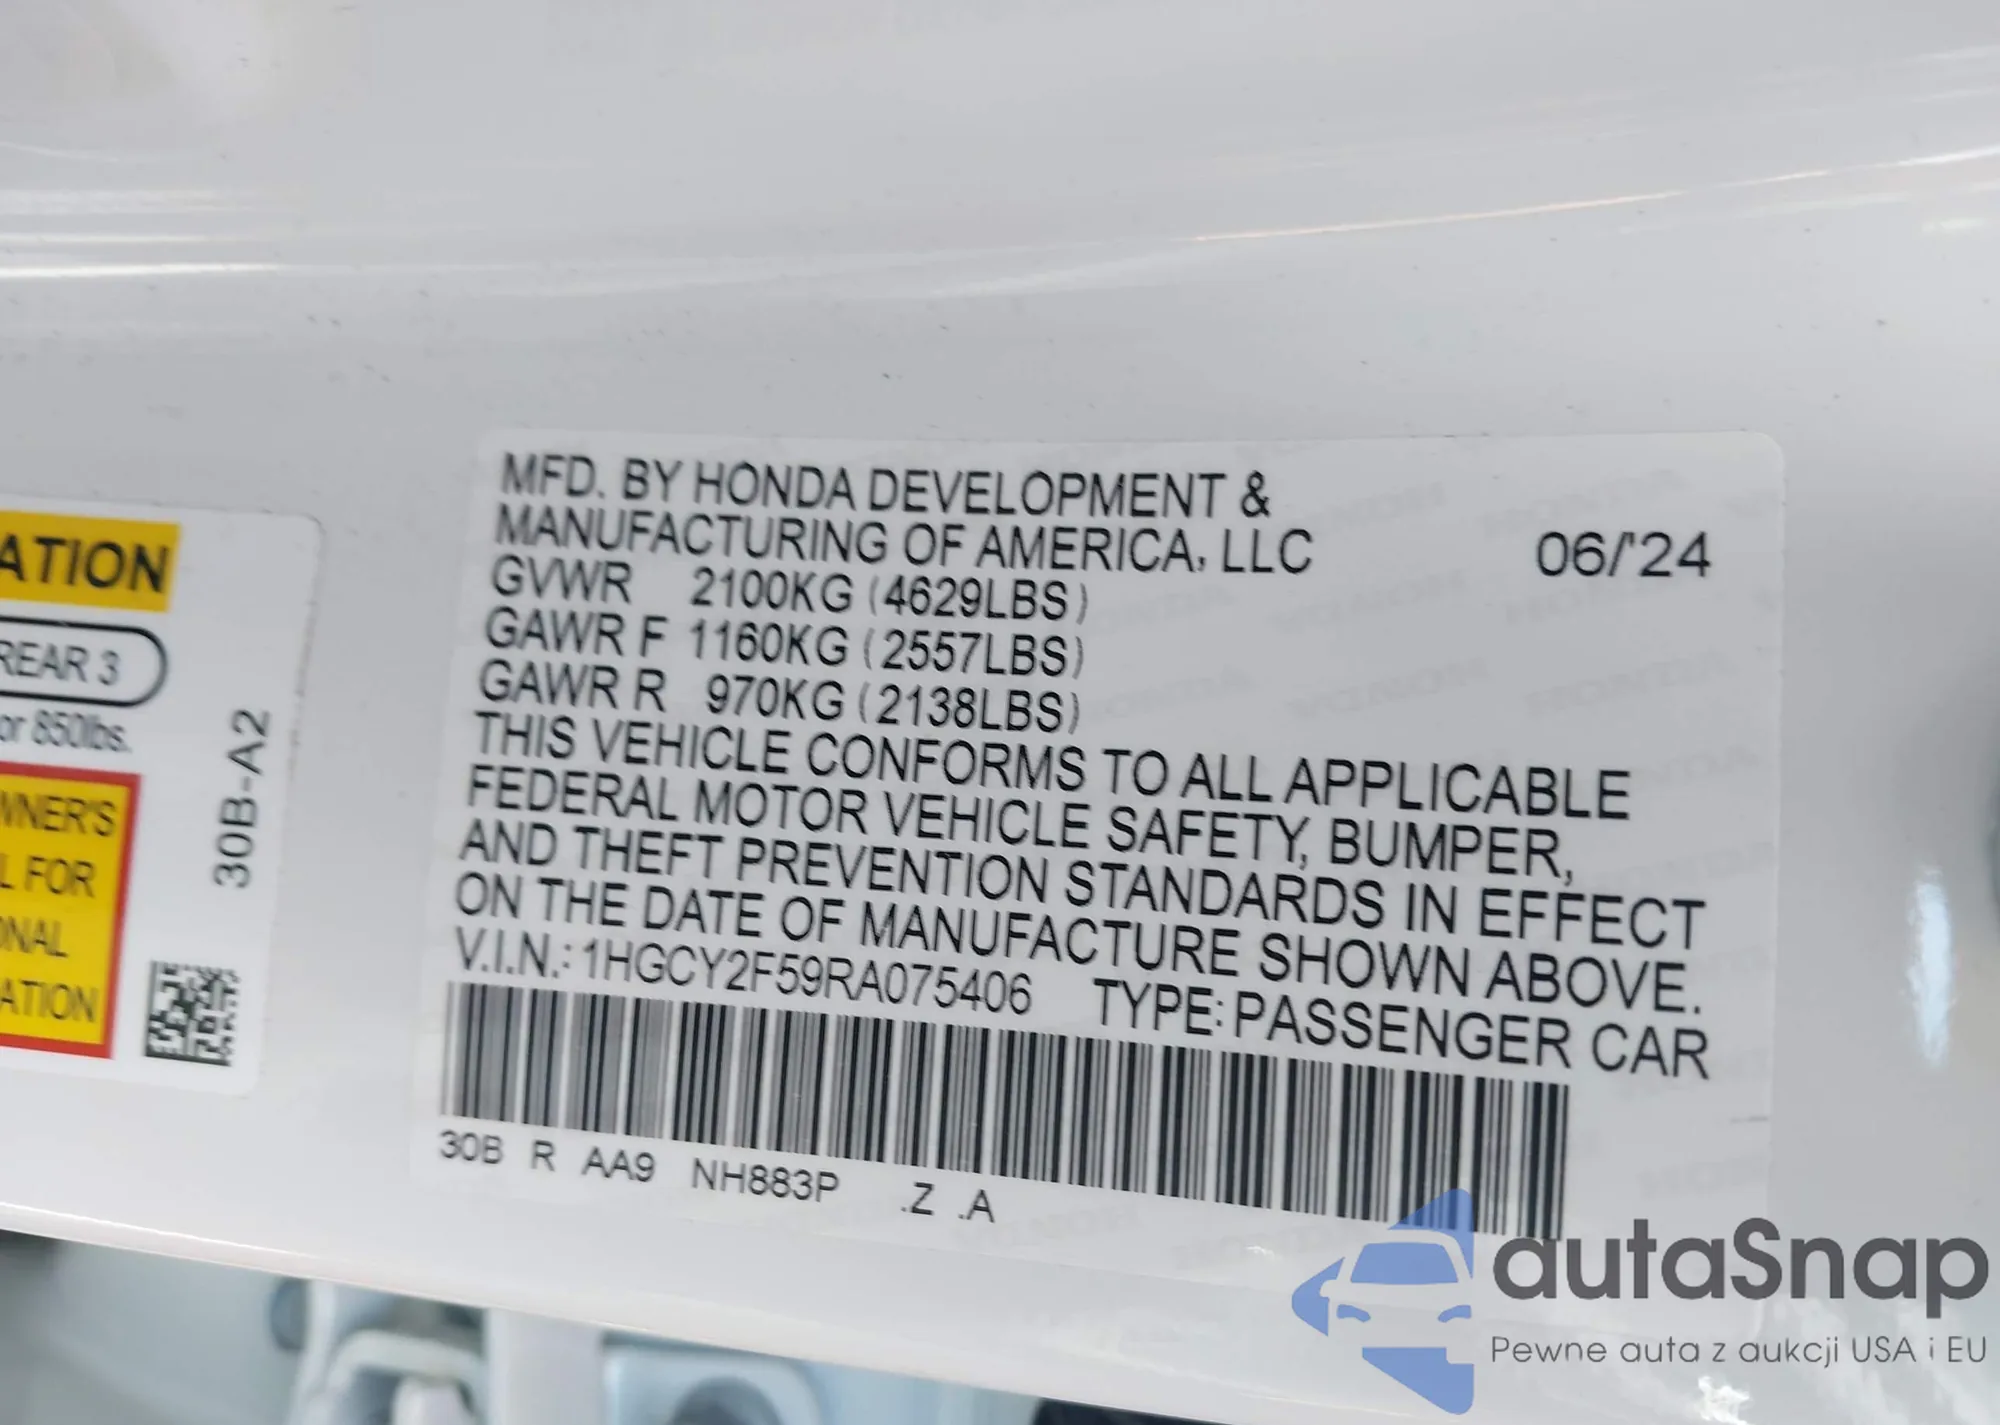 ATION
REAR 3
or 850lbs.
WNER'S
L FOR
ONAL
ATION
30B-A2
MFD. BY HONDA DEVELOPMENT &
MANUFACTURING OF AMERICA, LLC
06/'24
GVWR 2100KG (4629LBS)
GAWR F 1160KG (2557LBS)
GAWR R 970KG (2138LBS)
THIS VEHICLE CONFORMS TO ALL APPLICABLE
FEDERAL MOTOR VEHICLE SAFETY, BUMPER,
AND THEFT PREVENTION STANDARDS IN EFFECT
ON THE DATE OF MANUFACTURE SHOWN ABOVE.
V.I.N.: 1HGCY2F59RA075406 TYPE: PASSENGER CAR
30B R AA9 NH883P .Z .A
autaSnap
Pewne auta z aukcji USA i EU